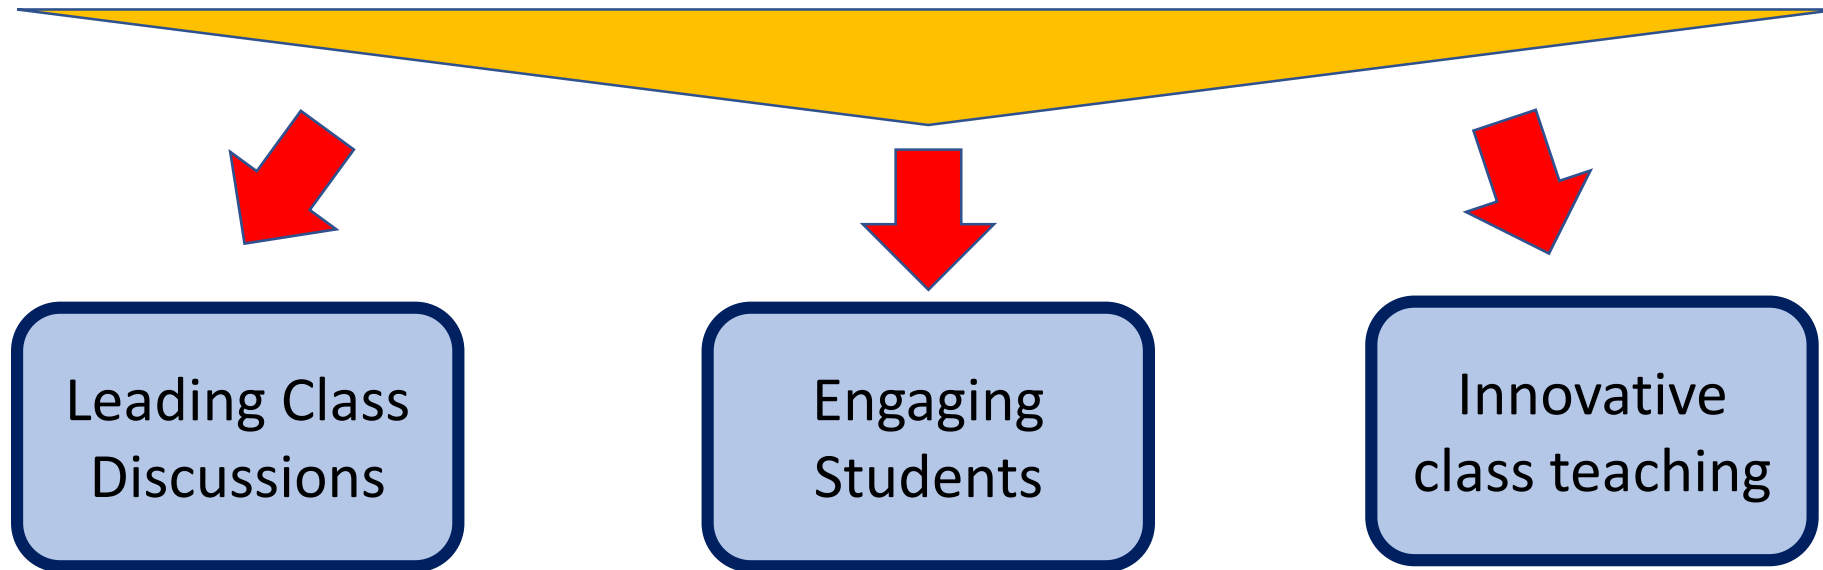 Leading Class
Discussions
Engaging
Students
Innovative
class teaching